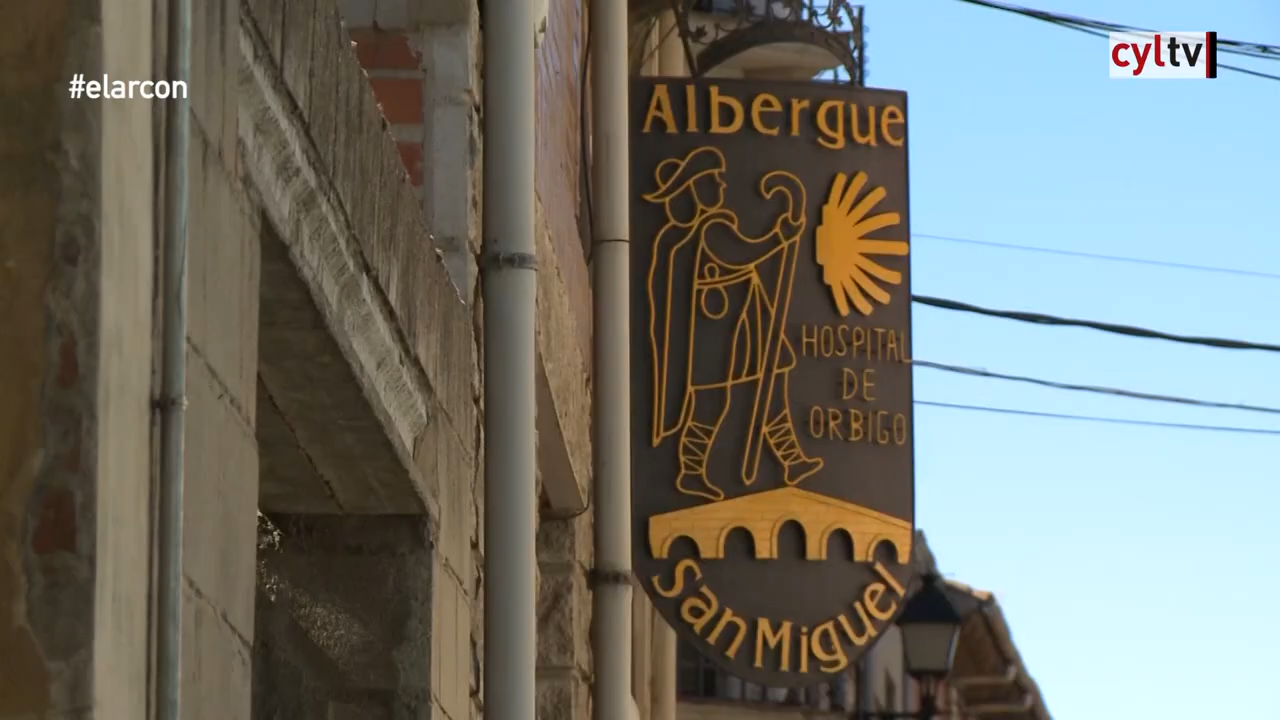 #elarcon
cyltv
Albergue
HOSPITAL
DE
ORBIGO
San Miguel